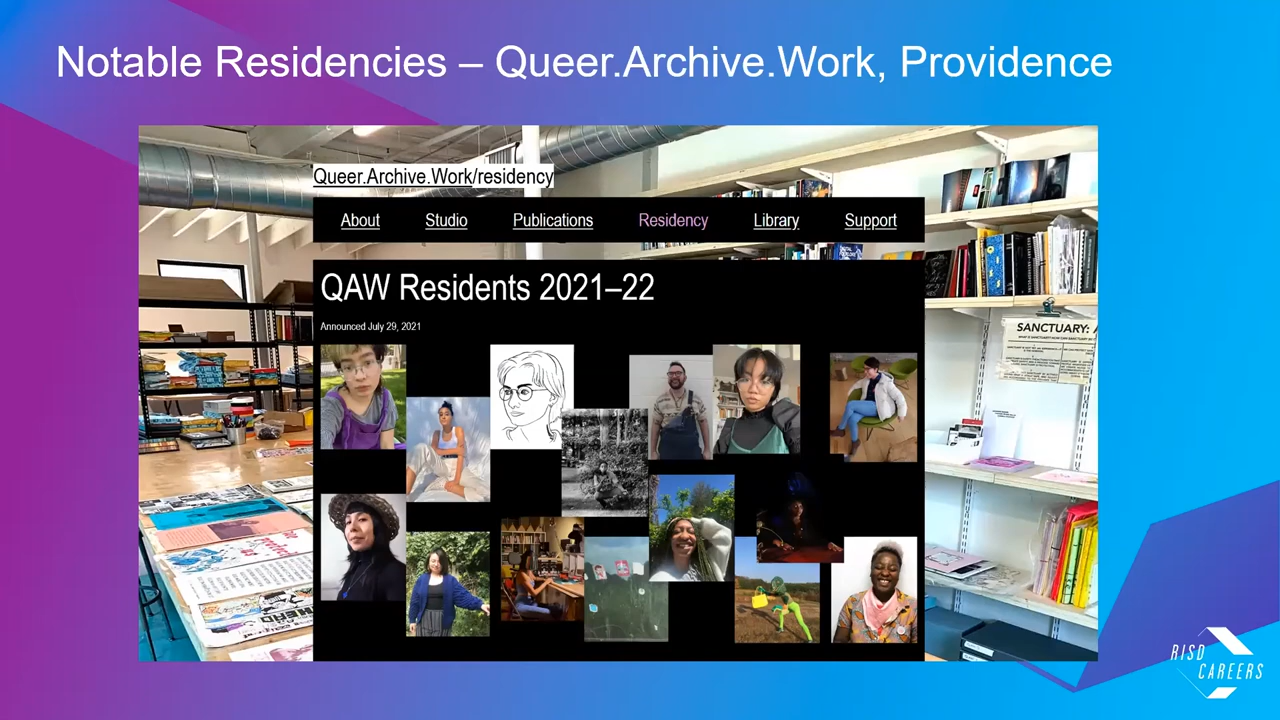 Notable Residencies – Queer.Archive.Work, Providence
Queer.Archive.Work/residency
About Studio Publications Residency Library Support
QAW Residents 2021–22
Announced July 29, 2021
SANCTUARY:
RISD
CAREERS